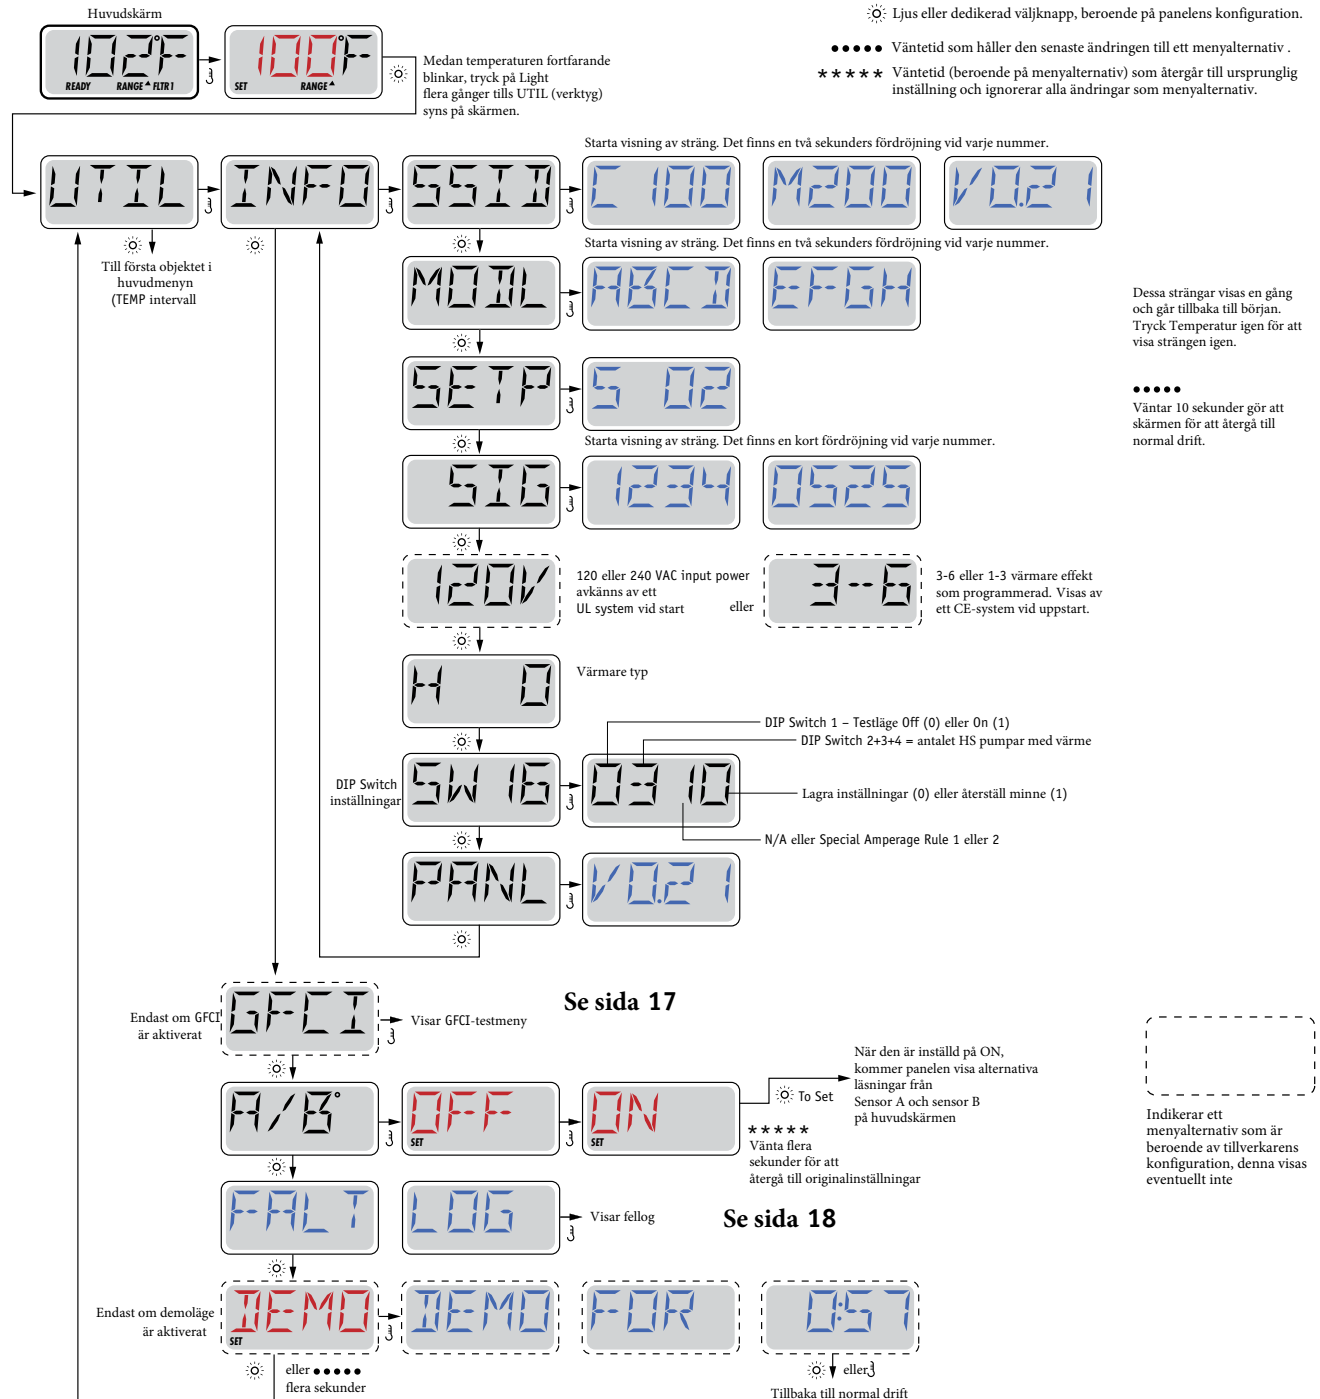 Huvudskärm
Ljus eller dedikerad väljknapp, beroende på panelens konfiguration.
102°F
READY RANGE FLTR1
100°F
SET RANGE
Medan temperaturen fortfarande
blinkar, tryck på Light
flera gånger tills UTIL (verktyg)
syns på skärmen.
●●●●● Väntetid som håller den senaste ändringen till ett menyalternativ .
***** Väntetid (beroende på menyalternativ) som återgår till ursprunglig
inställning och ignorerar alla ändringar som menyalternativ.
Starta visning av sträng. Det finns en två sekunders fördröjning vid varje nummer.
UTIL INFO SSID C 100 M200 V0.21
Till första objektet i
huvudmenyn
(TEMP intervall
Starta visning av sträng. Det finns en två sekunders fördröjning vid varje nummer.
MODL ABCD EFGH
Dessa strängar visas en gång
och går tillbaka till början.
Tryck Temperatur igen för att
visa strängen igen.
SETP S 02
●●●●●
Väntar 10 sekunder gör att
skärmen för att återgå till
normal drift.
Starta visning av sträng. Det finns en kort fördröjning vid varje nummer.
SIG 1234 0525
120V
120 eller 240 VAC input power
avkänns av ett
UL system vid start
eller
3-6
3-6 eller 1-3 värmare effekt
som programmerad. Visas av
ett CE-system vid uppstart.
H 0
Värmare typ
DIP Switch 1 – Testläge Off (0) eller On (1)
DIP Switch 2+3+4 = antalet HS pumpar med värme
DIP Switch
inställningar
SW 16 0310
Lagra inställningar (0) eller återställ minne (1)
N/A eller Special Amperage Rule 1 eller 2
PANL V0.21
Se sida 17
Endast om GFCI
är aktiverat
GFCI
Visar GFCI-testmeny
A/B°
OFF
SET
ON
SET
To Set
När den är inställd på ON,
kommer panelen visa alternativa
läsningar från
Sensor A och sensor B
på huvudskärmen
*****
Vänta flera
sekunder för att
återgå till originalinställningar
Indikerar ett
menyalternativ som är
beroende av tillverkarens
konfiguration, denna visas
eventuellt inte
FALT LOG
Visar fellog
Se sida 18
Endast om demoläge
är aktiverat
DEMO
SET
DEMO FOR 0:57
eller ●●●●●
flera sekunder
eller
Tillbaka till normal drift